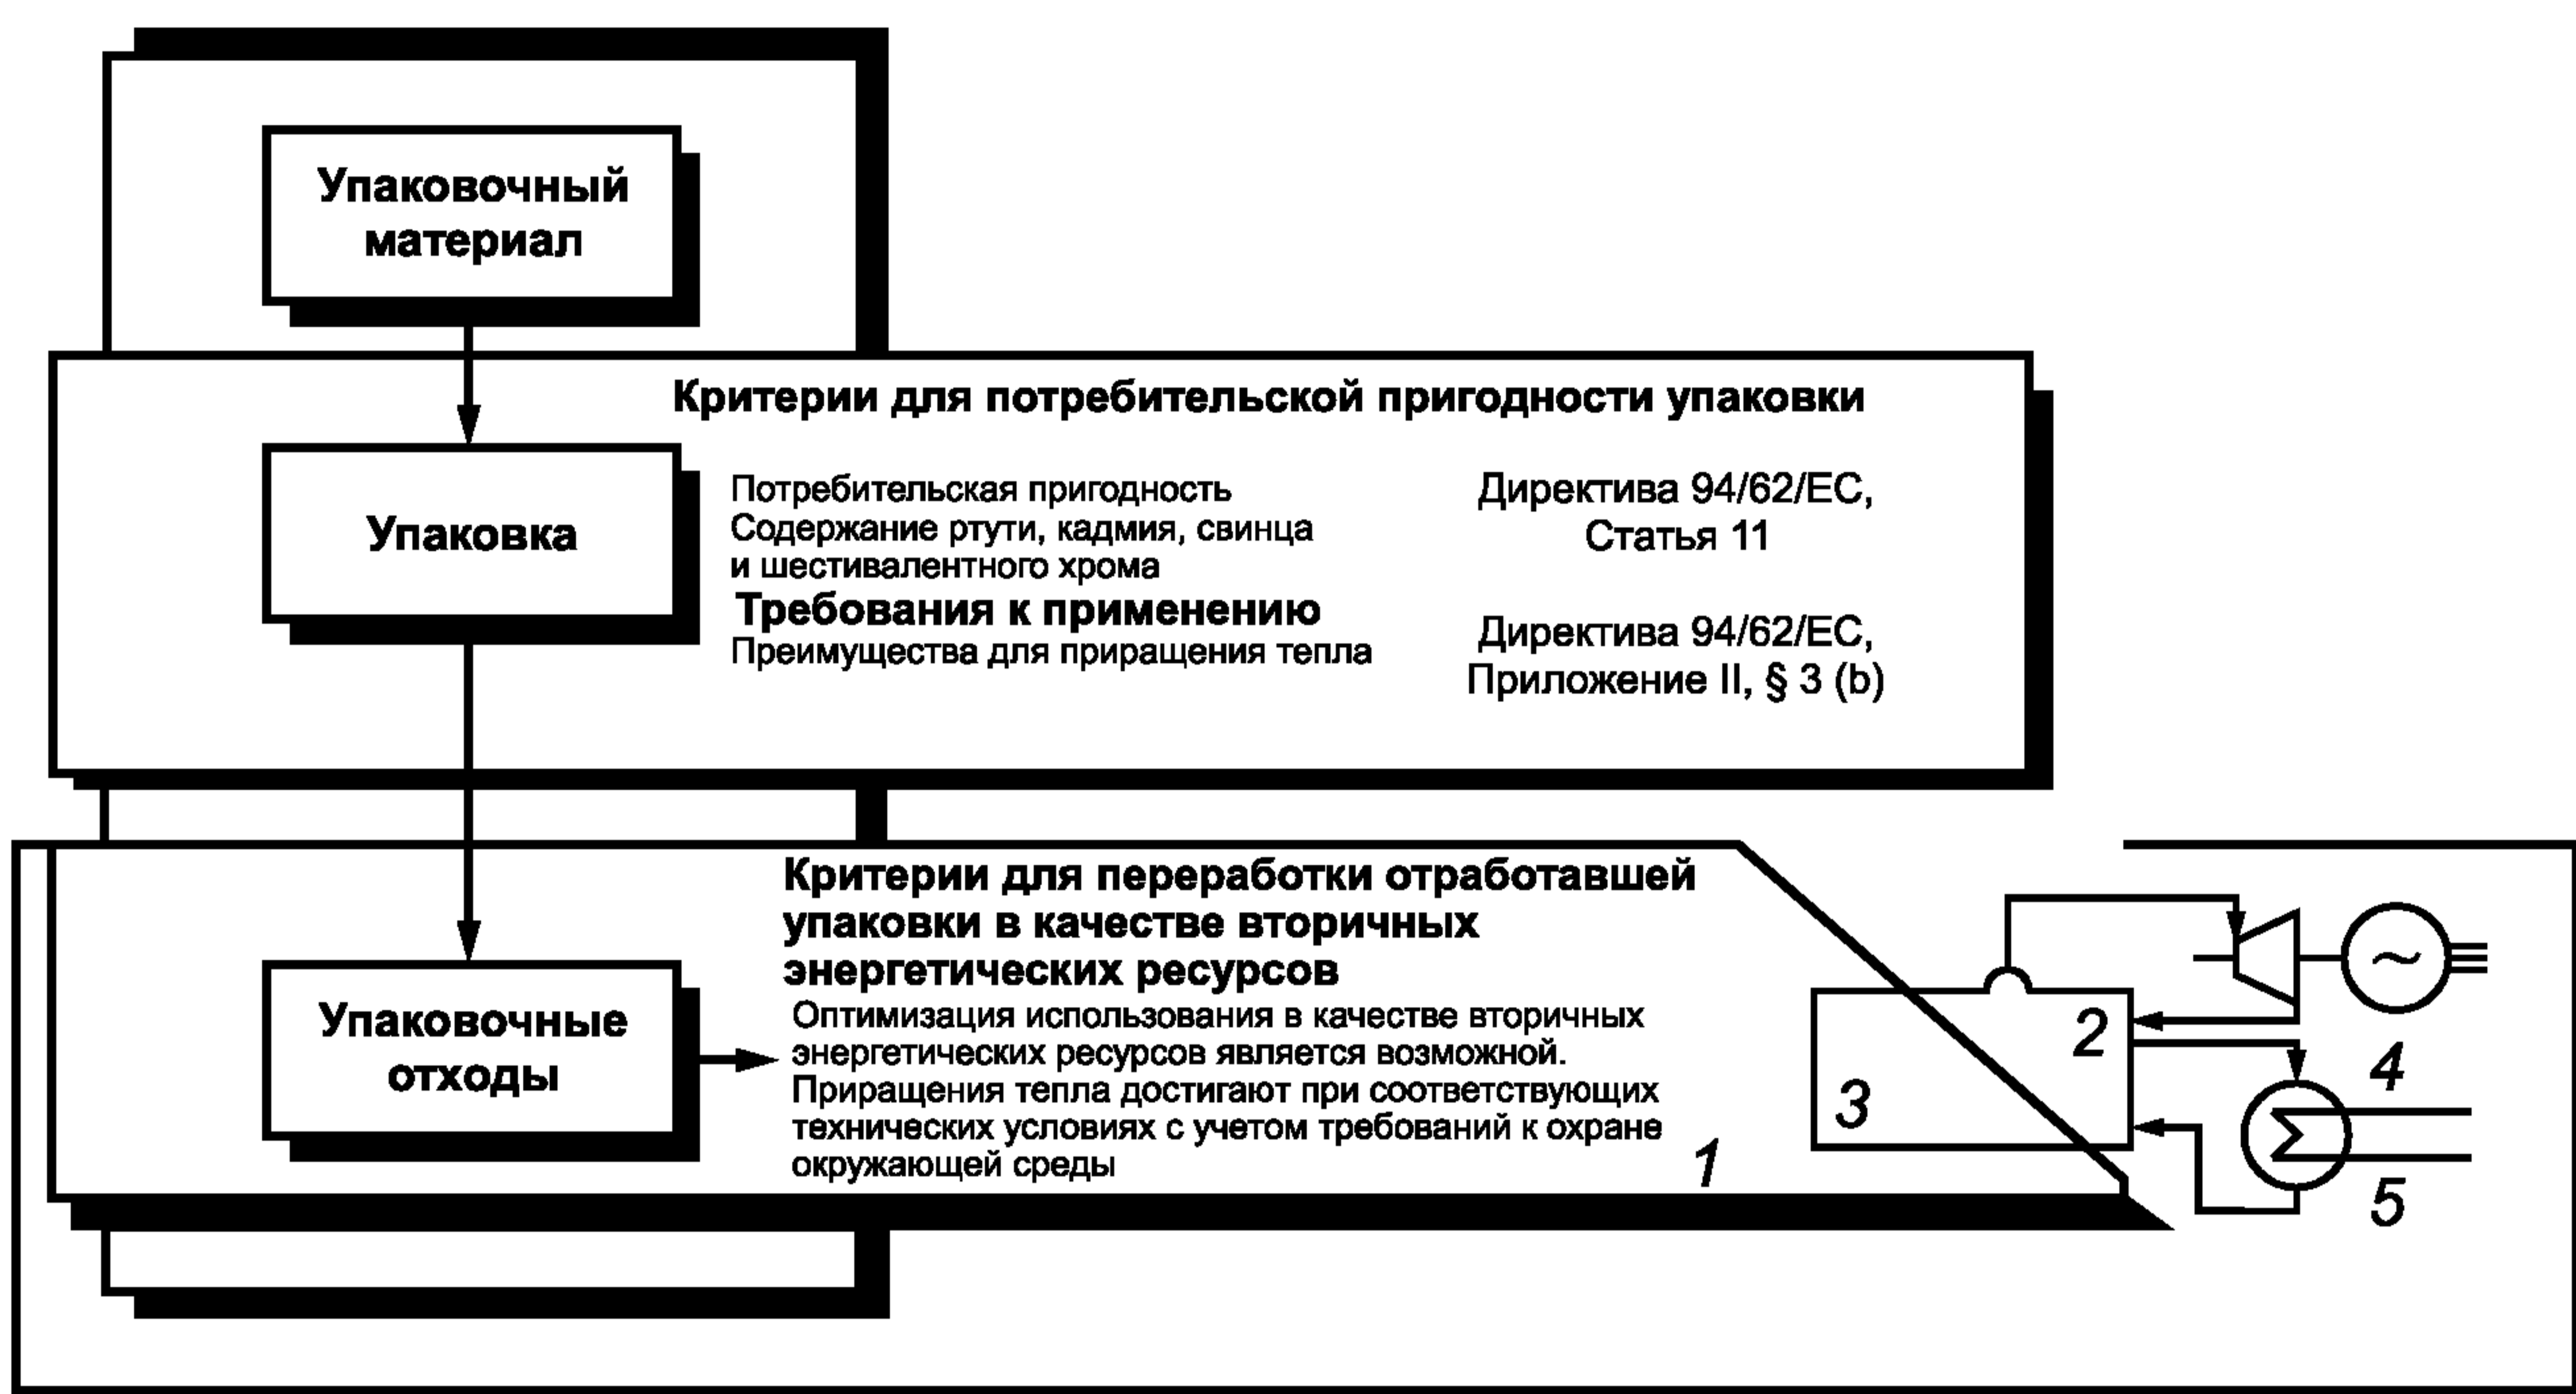 Упаковочный
материал
Критерии для потребительской пригодности упаковки
Упаковка
Потребительская пригодность
Содержание ртути, кадмия, свинца
и шестивалентного хрома
Директива 94/62/ЕС,
Статья 11
Требования к применению
Преимущества для приращения тепла
Директива 94/62/ЕС,
Приложение II, § 3 (b)
Критерии для переработки отработавшей
упаковки в качестве вторичных
энергетических ресурсов
Упаковочные
отходы
Оптимизация использования в качестве вторичных
энергетических ресурсов является возможной.
Приращения тепла достигают при соответствующих
технических условиях с учетом требований к охране
окружающей среды
1
2
3
4
5
~